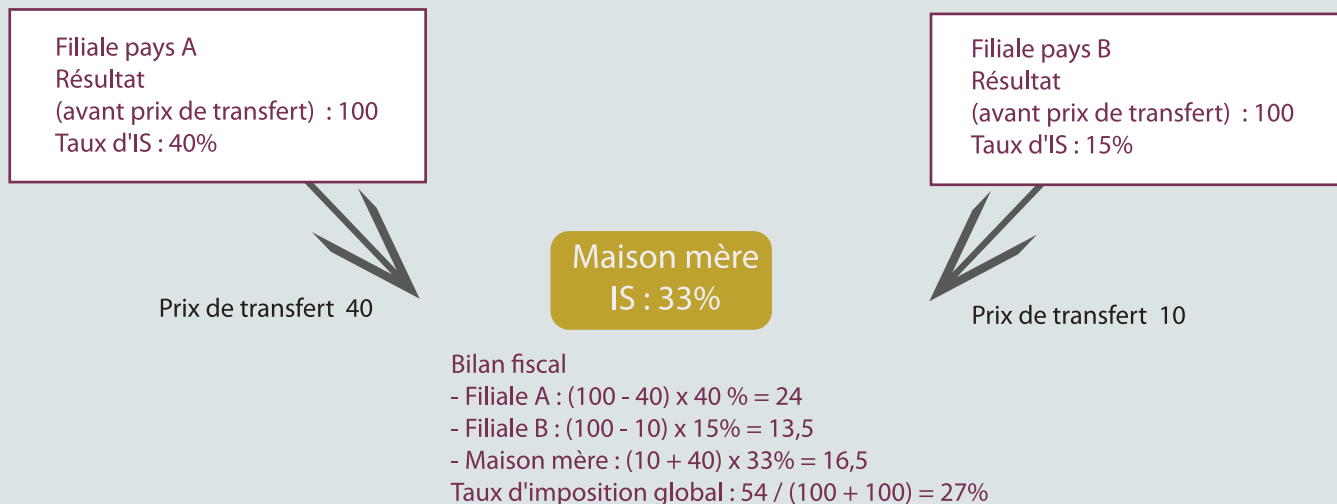 Filiale pays A
Résultat
(avant prix de transfert) : 100
Taux d'IS : 40%
Filiale pays B
Résultat
(avant prix de transfert) : 100
Taux d'IS : 15%
Maison mère
IS : 33%
Prix de transfert 40
Prix de transfert 10
Bilan fiscal
- Filiale A : (100 - 40) x 40 % = 24
- Filiale B : (100 - 10) x 15% = 13,5
- Maison mère : (10 + 40) x 33% = 16,5
Taux d'imposition global : 54 / (100 + 100) = 27%